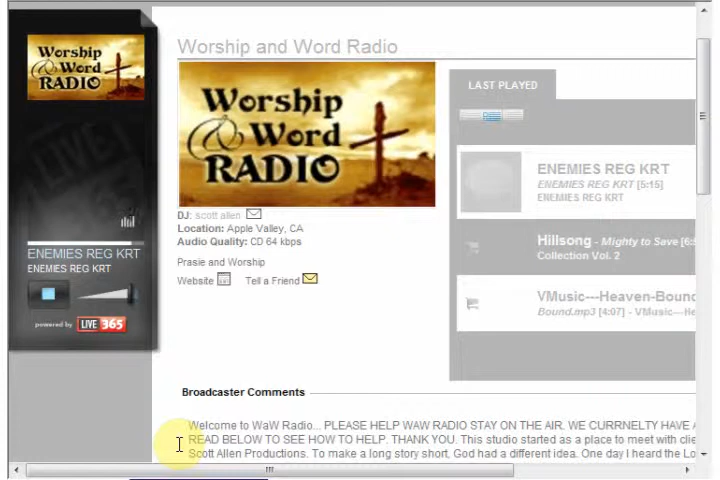 Worship
& Word
RADIO
ENEMIES REG KRT
ENEMIES REG KRT
powered by LIVE 365
Worship and Word Radio
Worship
& Word
RADIO
DJ: scott allen
Location: Apple Valley, CA
Audio Quality: CD 64 kbps
Prasie and Worship
Website Tell a Friend
LAST PLAYED
ENEMIES REG KRT
ENEMIES REG KRT [5:15]
ENEMIES REG KRT
Hillsong - Mighty to Save [6:
Collection Vol. 2
VMusic---Heaven-Bound
Bound.mp3 [4:07] - VMusic---He
Broadcaster Comments
Welcome to WaW Radio... PLEASE HELP WAW RADIO STAY ON THE AIR. WE CURRNELTY HAVE A
READ BELOW TO SEE HOW TO HELP. THANK YOU. This studio started as a place to meet with clie
Scott Allen Productions. To make a long story short, God had a different idea. One day I heard the Lo